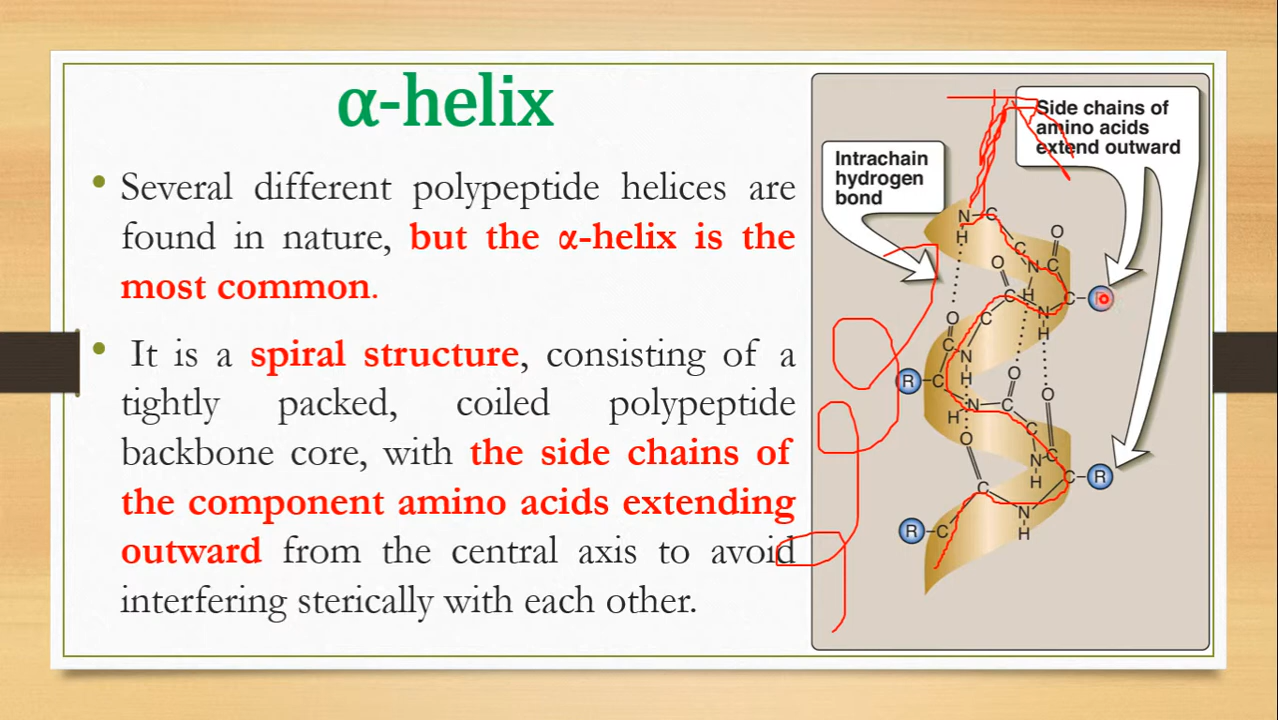 α-helix
• Several different polypeptide helices are
found in nature, but the α-helix is the
most common.
• It is a spiral structure, consisting of a
tightly packed, coiled polypeptide
backbone core, with the side chains of
the component amino acids extending
outward from the central axis to avoid
interfering sterically with each other.
Side chains of
amino acids
extend outward
Intrachain
hydrogen
bond
N C
H
C O
O N C
C H C R
O C N
C N H
R C H O
N C O
H C
O N C
H C R
C
R C N
H